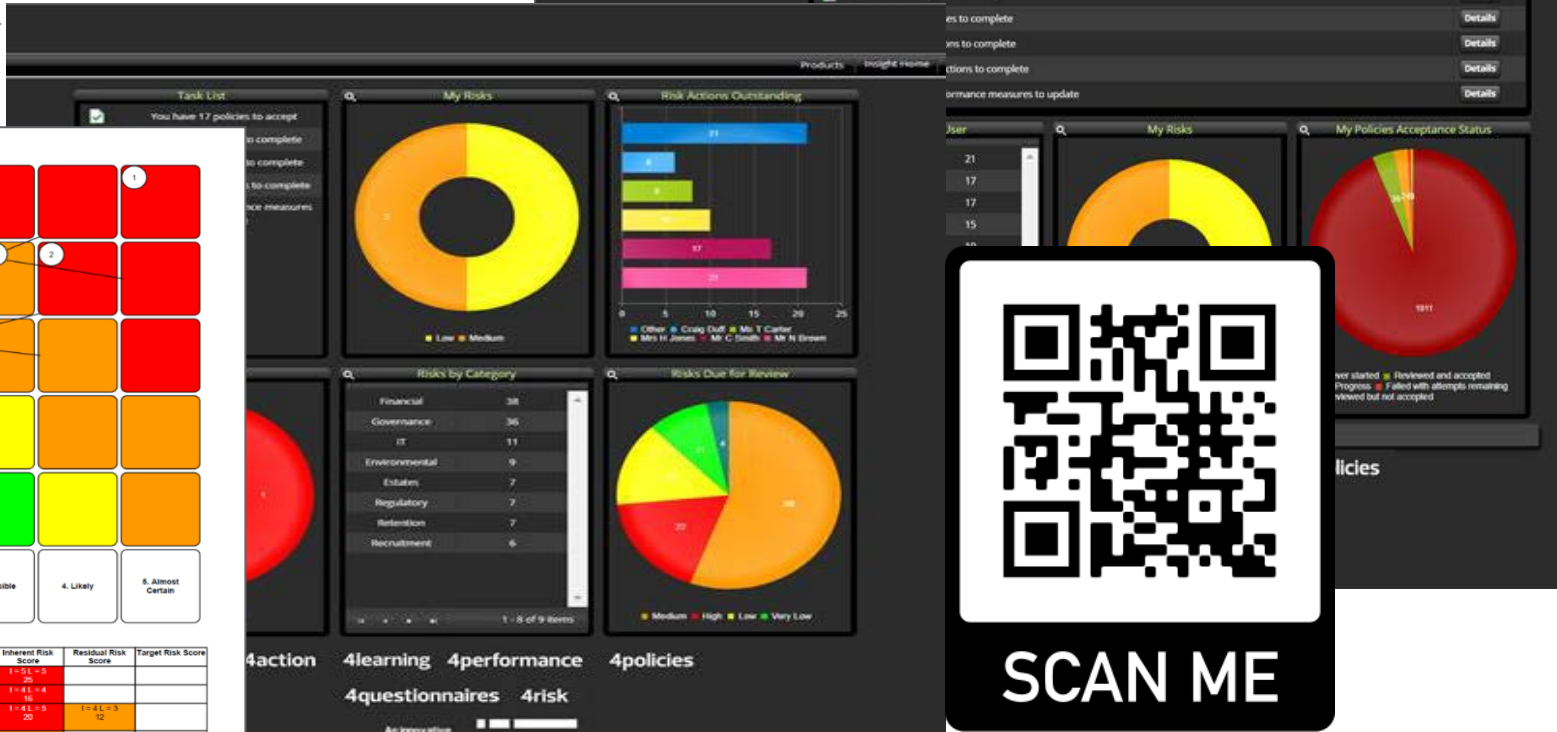 Products Insight Home
Task List
You have 17 policies to accept
to complete
to complete
to complete
nce measures
My Risks
Low Medium
Risk Actions Outstanding
21
17
21
0 5 10 15 20 25
Other Craig Duff Ms T Carter
Mrs H Jones Mr C Smith Mr N Brown
1
2
4. Likely
5. Almost
Certain
Inherent Risk
Score
Residual Risk
Score
Target Risk Score
I = 5 L = 5
25
I = 4 L = 4
16
I = 4 L = 5
20
I = 4 L = 3
12
1
Risks by Category
Financial 38
Governance 36
IT 11
Environmental 9
Estates 7
Regulatory 7
Retention 7
Recruitment 6
1 - 8 of 9 items
Risks Due for Review
Medium High Low Very Low
4action 4learning 4performance 4policies
4questionnaires 4risk
An innovative
es to complete Details
ons to complete Details
ctions to complete Details
ormance measures to update Details
User
21
17
17
15
My Risks
My Policies Acceptance Status
1011
ver started Reviewed and accepted
Progress Failed with attempts remaining
viewed but not accepted
licies
SCAN ME